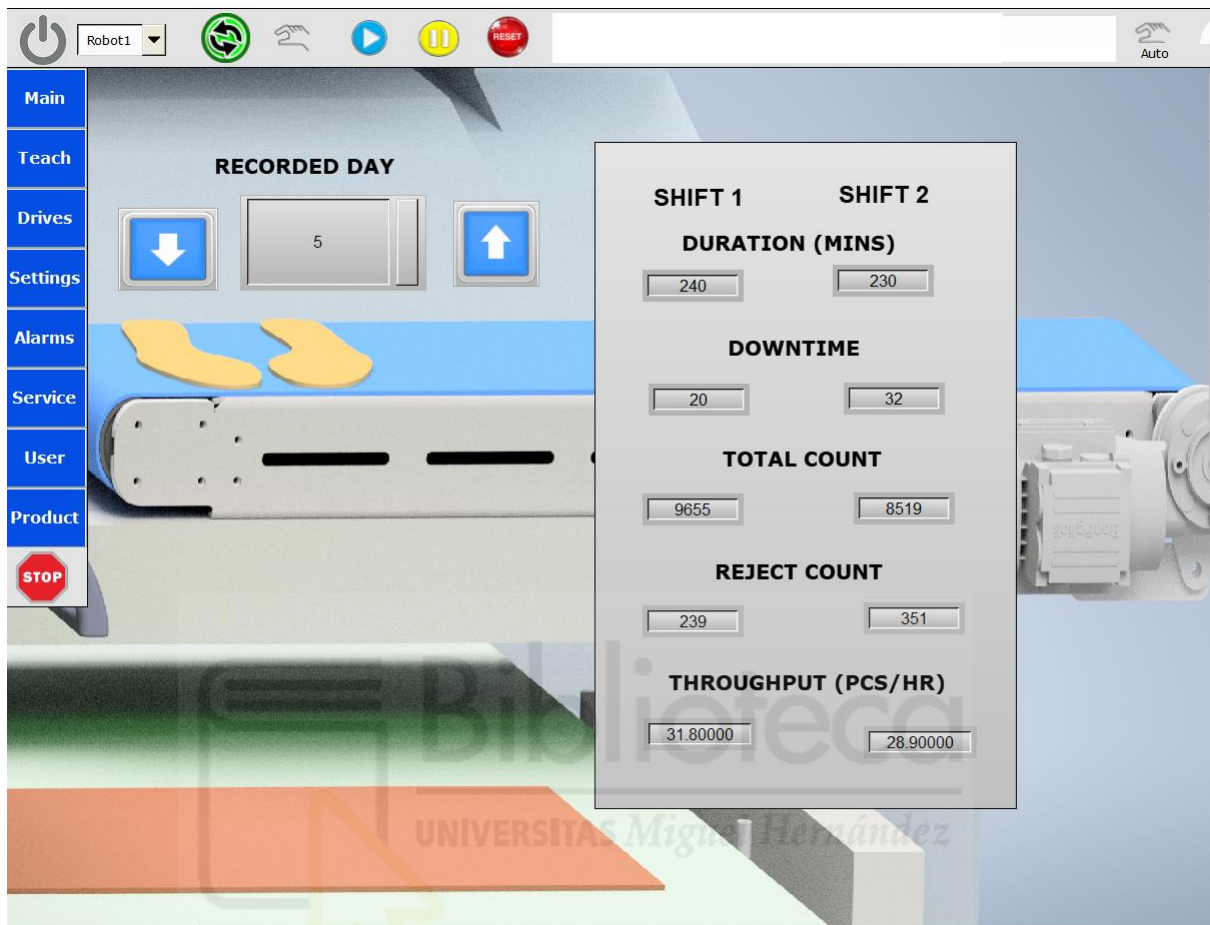 Robot1
RESET
Auto
Main
Teach
Drives
Settings
Alarms
Service
User
Product
STOP
RECORDED DAY
5
SHIFT 1 SHIFT 2
DURATION (MINS)
240 230
DOWNTIME
20 32
TOTAL COUNT
9655 8519
REJECT COUNT
239 351
THROUGHPUT (PCS/HR)
31.80000 28.90000
Bonfiglioli
Biblioteca
UNIVERSITAS Miguel Hernández